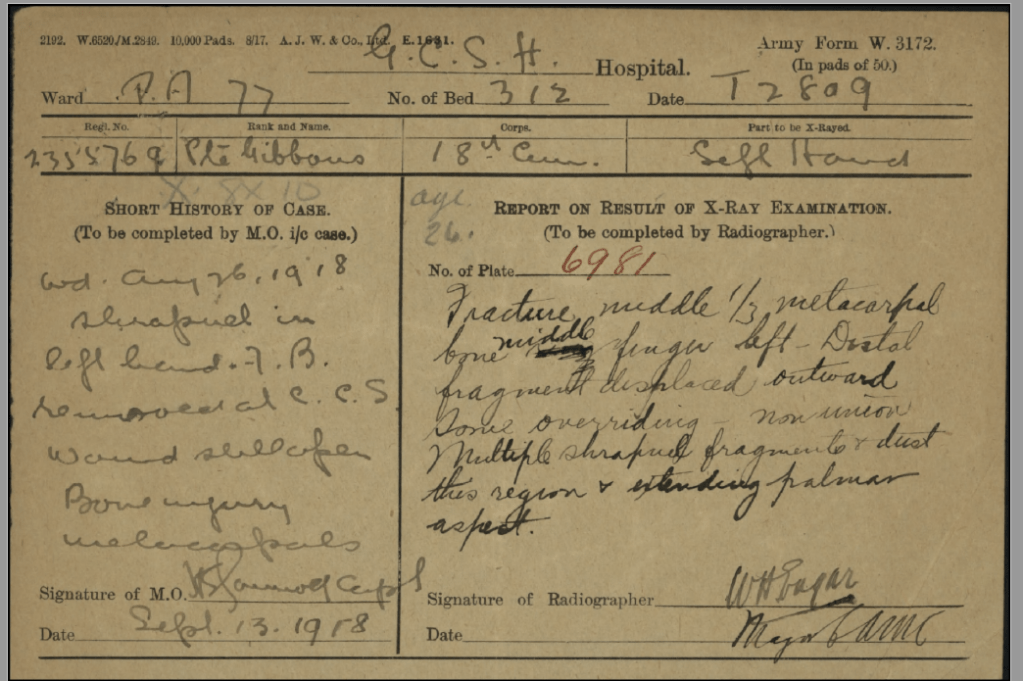 2192. W.6520/M.2849. 10,000 Pads. 8/17. A. J. W. & Co., Ltd. E.1631.
Army Form W. 3172.
(In pads of 50.)
G. C. S. H. Hospital.
Ward P.A 77 No. of Bed 312 Date T2809
Regtl. No. Rank and Name. Corps. Part to be X-Rayed.
2355769 Pte Gibbons 18th Can. Left Hand
X. 8X10
SHORT HISTORY OF CASE.
(To be completed by M.O. i/c case.)
wd. Aug 26, 1918
shrapnel in
left hand. F. B.
removed at C. C. S.
wound still open
Bone injury
metacarpals
Signature of M.O. Capt
Date Sept. 13. 1918
age
26.
REPORT ON RESULT OF X-RAY EXAMINATION.
(To be completed by Radiographer.)
No. of Plate 6981
Fracture middle 1/3 metacarpal
bone middle finger left - Distal
fragment displaced outward
Some overriding - non union
Multiple shrapnel fragments & dust
this region & extending palmar
aspect.
Signature of Radiographer WH Eagar
Date Major CAMC